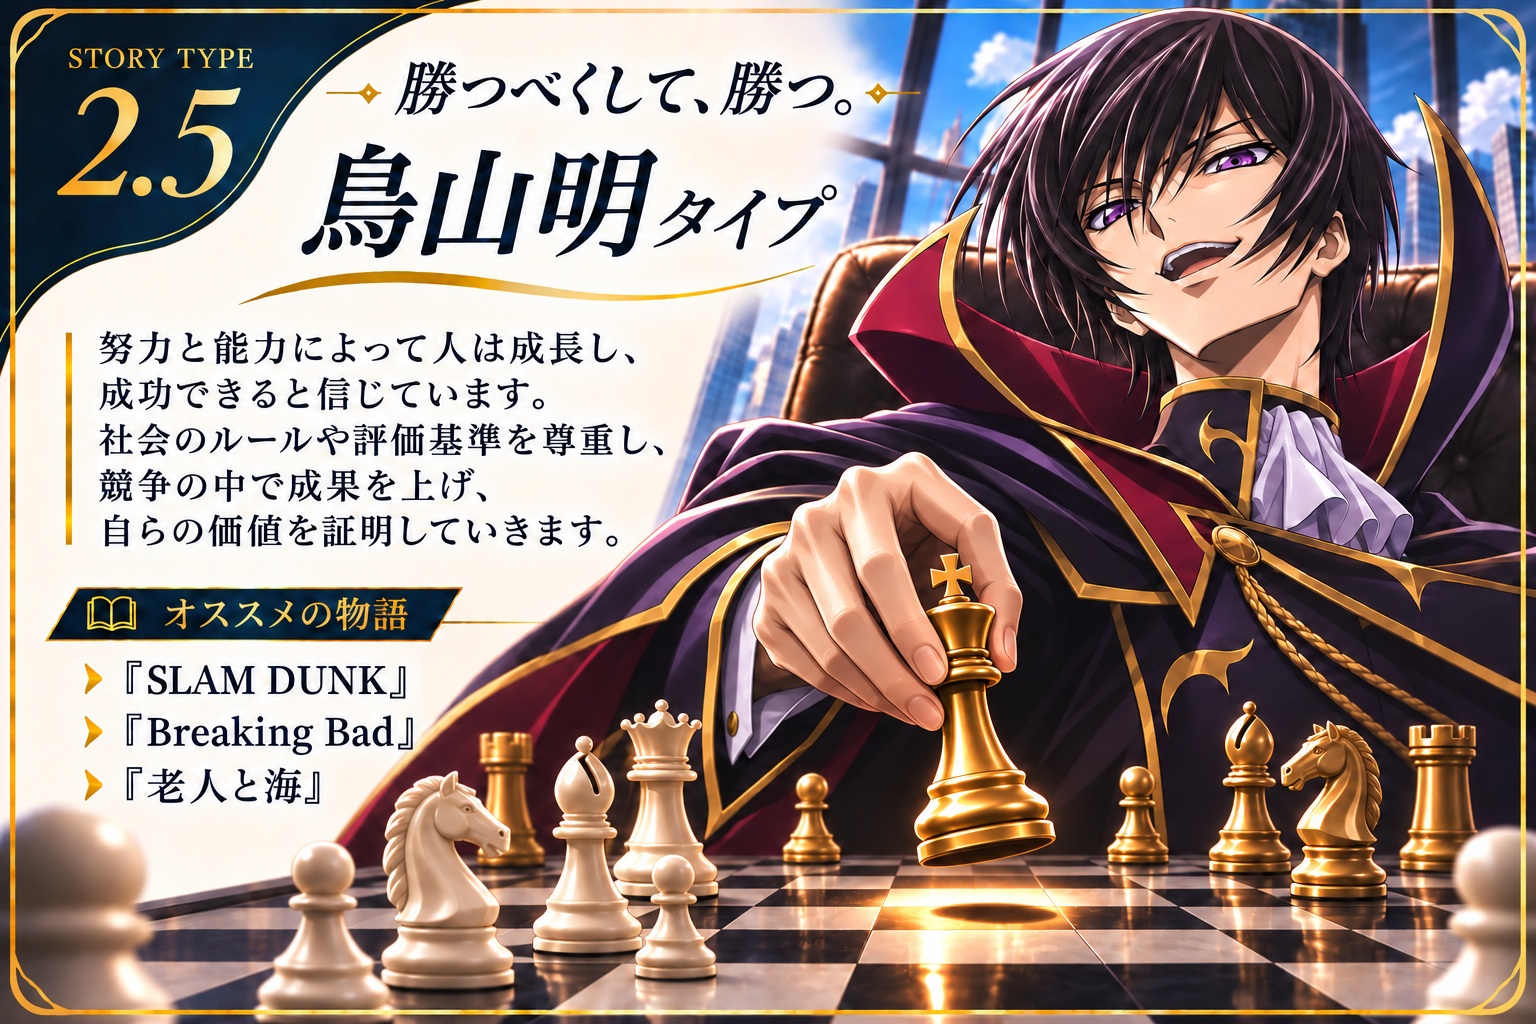 STORY TYPE
2.5
勝つべくして、勝つ。
鳥山明タイプ
努力と能力によって人は成長し、
成功できると信じています。
社会のルールや評価基準を尊重し、
競争の中で成果を上げ、
自らの価値を証明していきます。
オススメの物語
『SLAM DUNK』
『Breaking Bad』
『老人と海』